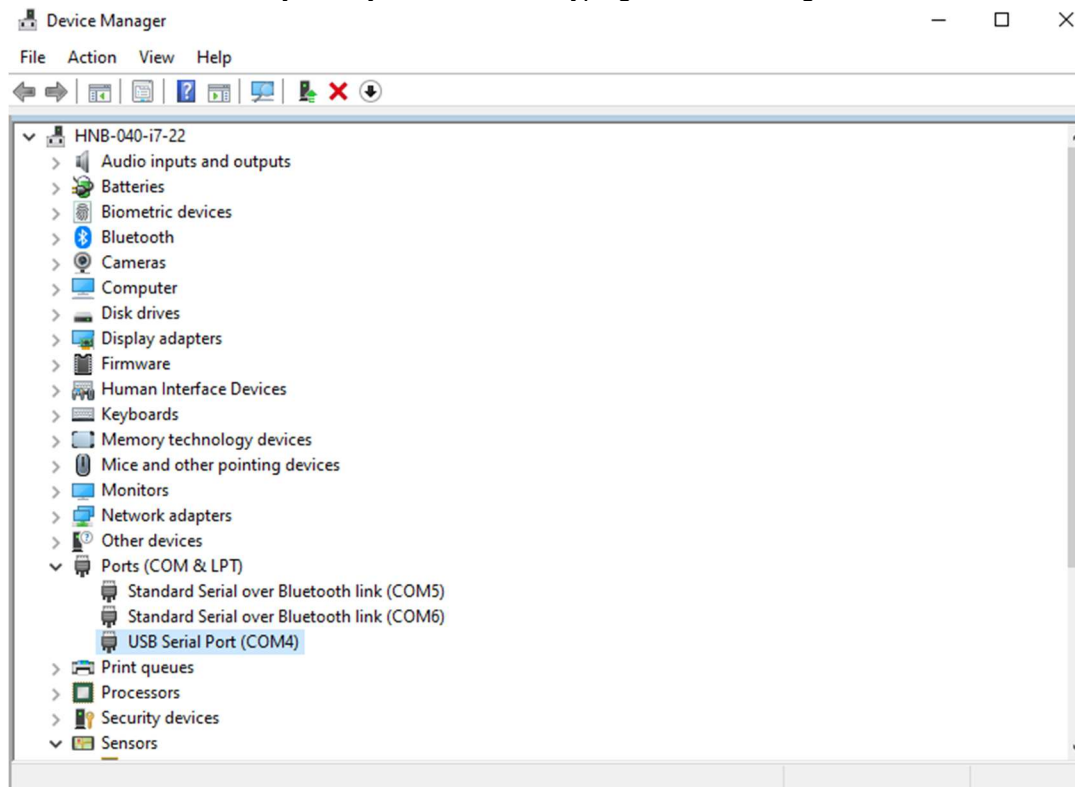 Device Manager
File Action View Help
HNB-040-i7-22
Audio inputs and outputs
Batteries
Biometric devices
Bluetooth
Cameras
Computer
Disk drives
Display adapters
Firmware
Human Interface Devices
Keyboards
Memory technology devices
Mice and other pointing devices
Monitors
Network adapters
Other devices
Ports (COM & LPT)
Standard Serial over Bluetooth link (COM5)
Standard Serial over Bluetooth link (COM6)
USB Serial Port (COM4)
Print queues
Processors
Security devices
Sensors